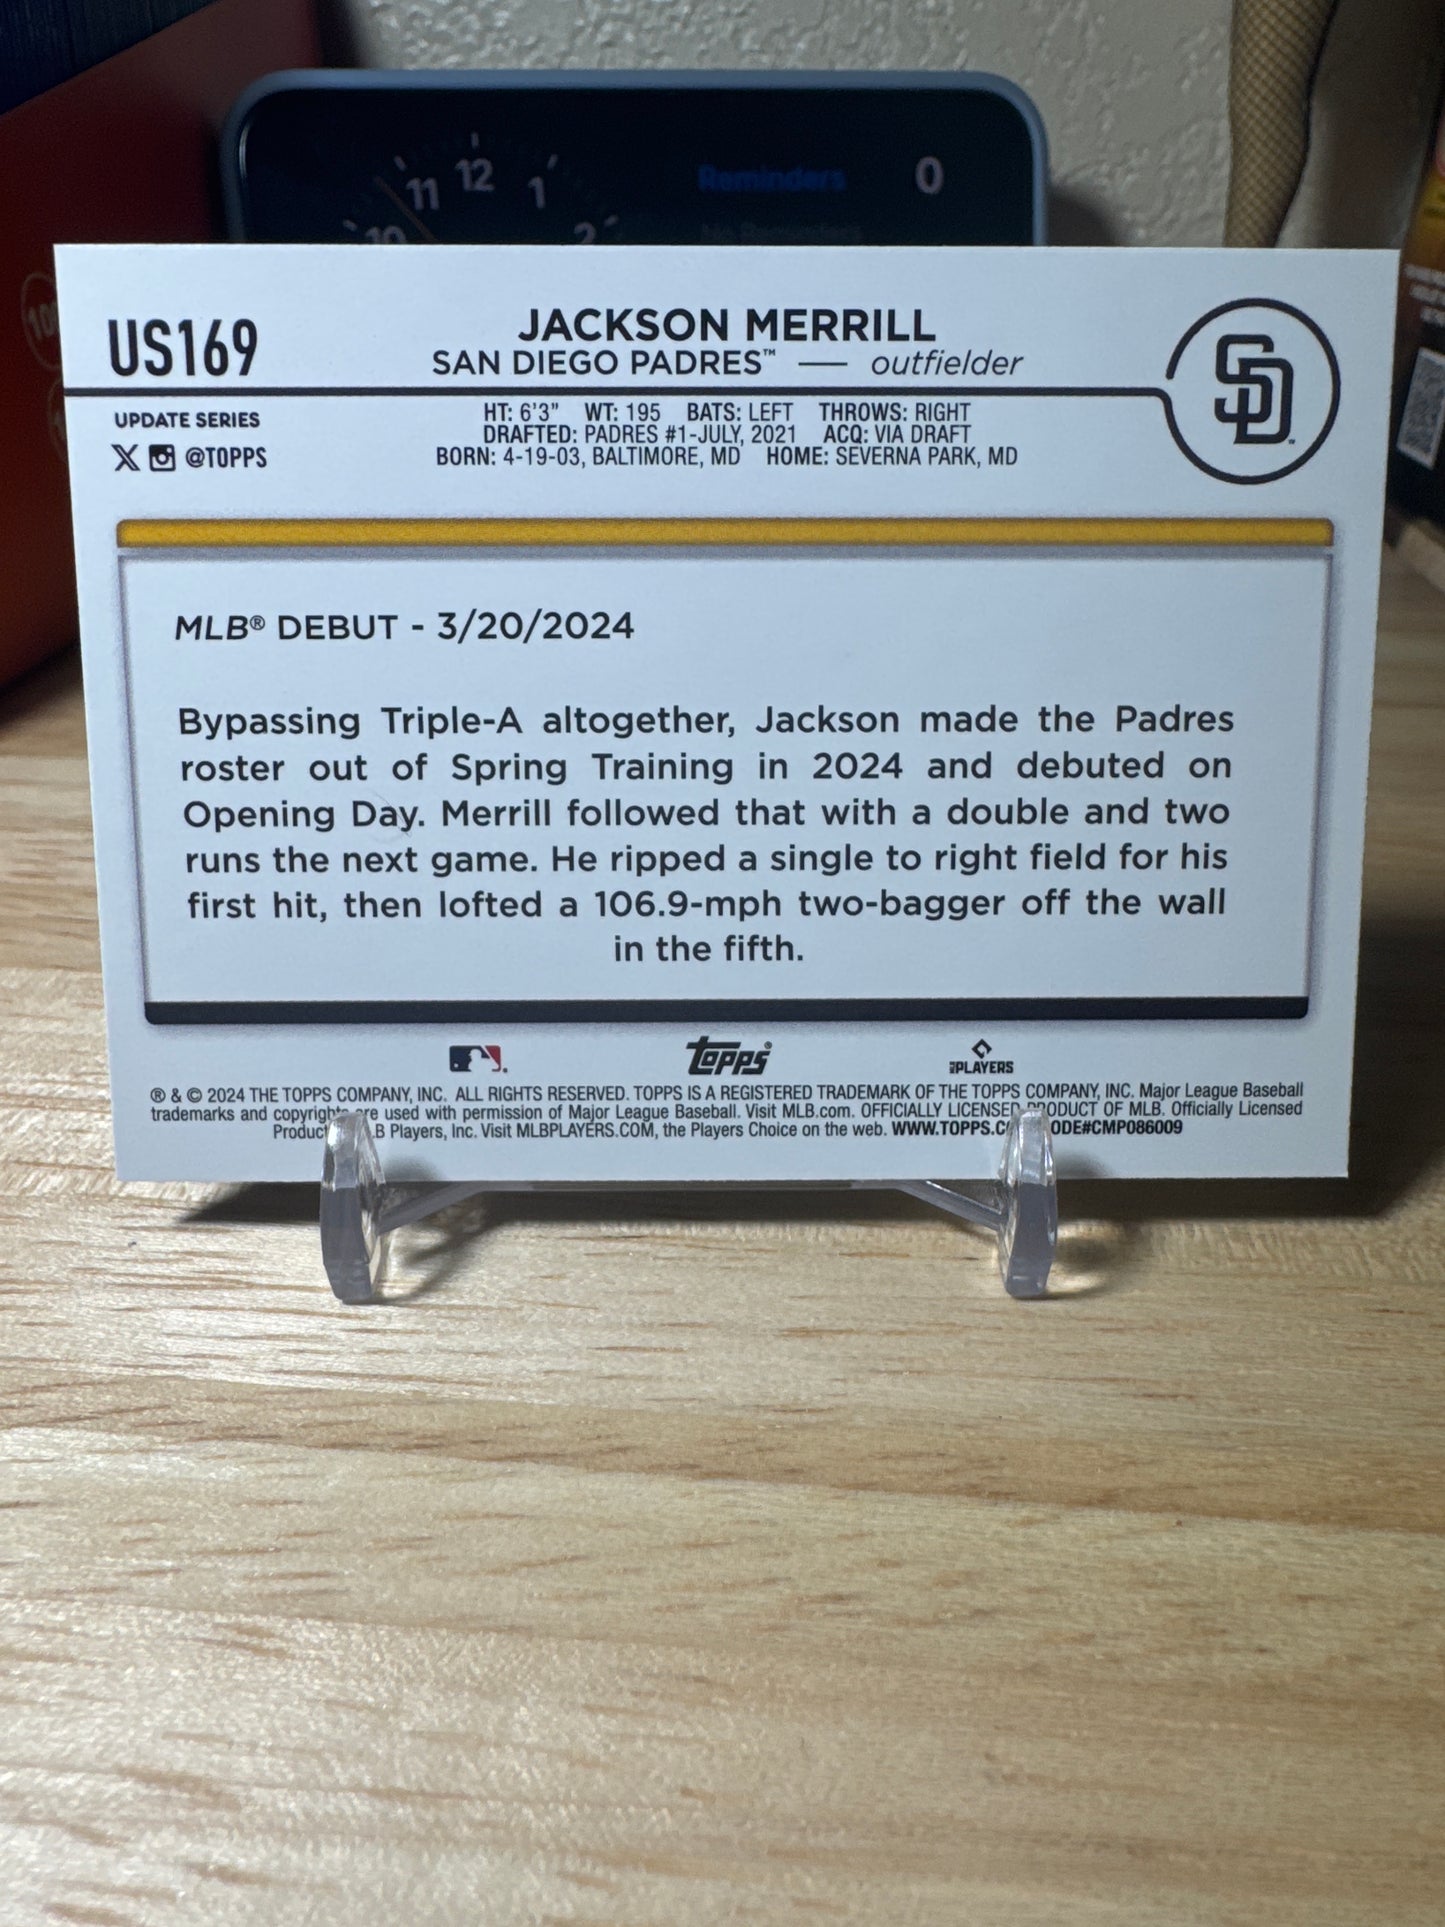 11 12 1
10 2
Reminders 0
No Reminders
US169
JACKSON MERRILL
SAN DIEGO PADRES™ — outfielder
SD
UPDATE SERIES
X @TOPPS
HT: 6'3" WT: 195 BATS: LEFT THROWS: RIGHT
DRAFTED: PADRES #1-JULY, 2021 ACQ: VIA DRAFT
BORN: 4-19-03, BALTIMORE, MD HOME: SEVERNA PARK, MD
MLB® DEBUT - 3/20/2024
Bypassing Triple-A altogether, Jackson made the Padres
roster out of Spring Training in 2024 and debuted on
Opening Day. Merrill followed that with a double and two
runs the next game. He ripped a single to right field for his
first hit, then lofted a 106.9-mph two-bagger off the wall
in the fifth.
Topps®
MLB PLAYERS
® & © 2024 THE TOPPS COMPANY, INC. ALL RIGHTS RESERVED. TOPPS IS A REGISTERED TRADEMARK OF THE TOPPS COMPANY, INC. Major League Baseball
trademarks and copyrights are used with permission of Major League Baseball. Visit MLB.com. OFFICIALLY LICENSED PRODUCT OF MLB. Officially Licensed
Product B Players, Inc. Visit MLBPLAYERS.COM, the Players Choice on the web. WWW.TOPPS.C ODE#CMP086009